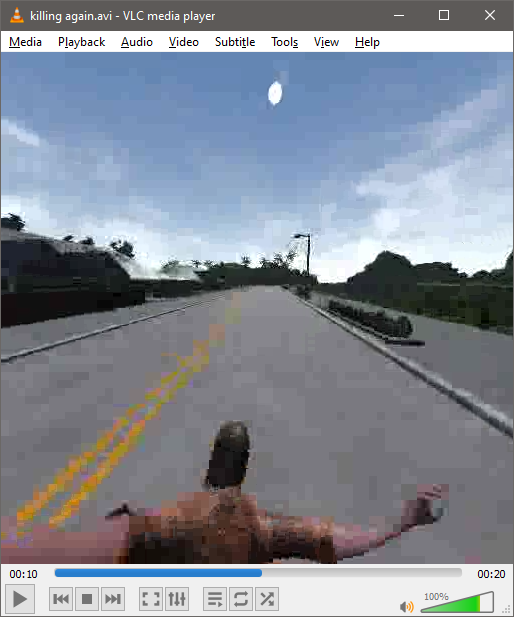 killing again.avi - VLC media player
Media Playback Audio Video Subtitle Tools View Help
00:10 00:20
100%